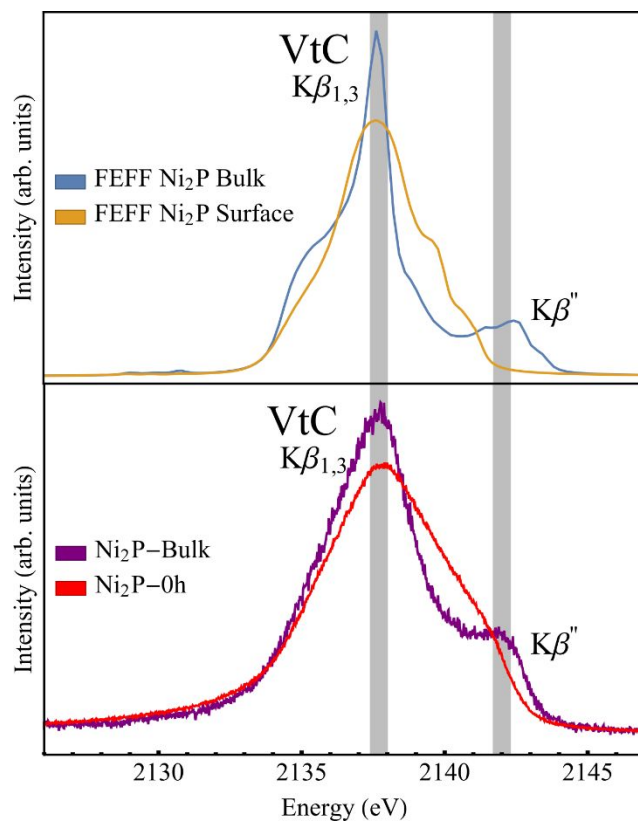 VtC
Kβ1,3
FEFF Ni2P Bulk
FEFF Ni2P Surface
Kβ"
Intensity (arb. units)
VtC
Kβ1,3
Ni2P−Bulk
Ni2P−0h
Kβ"
Intensity (arb. units)
2130 2135 2140 2145
Energy (eV)